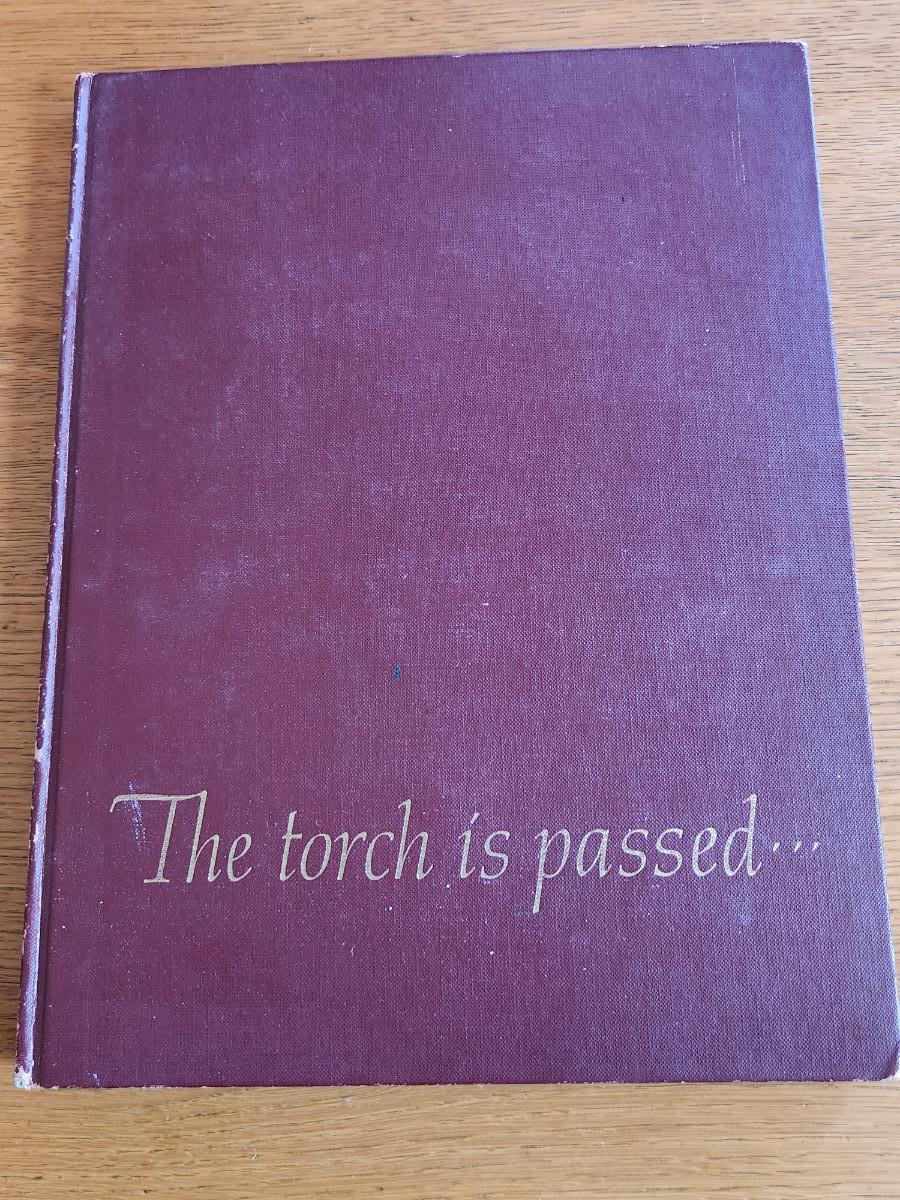 The torch is passed...